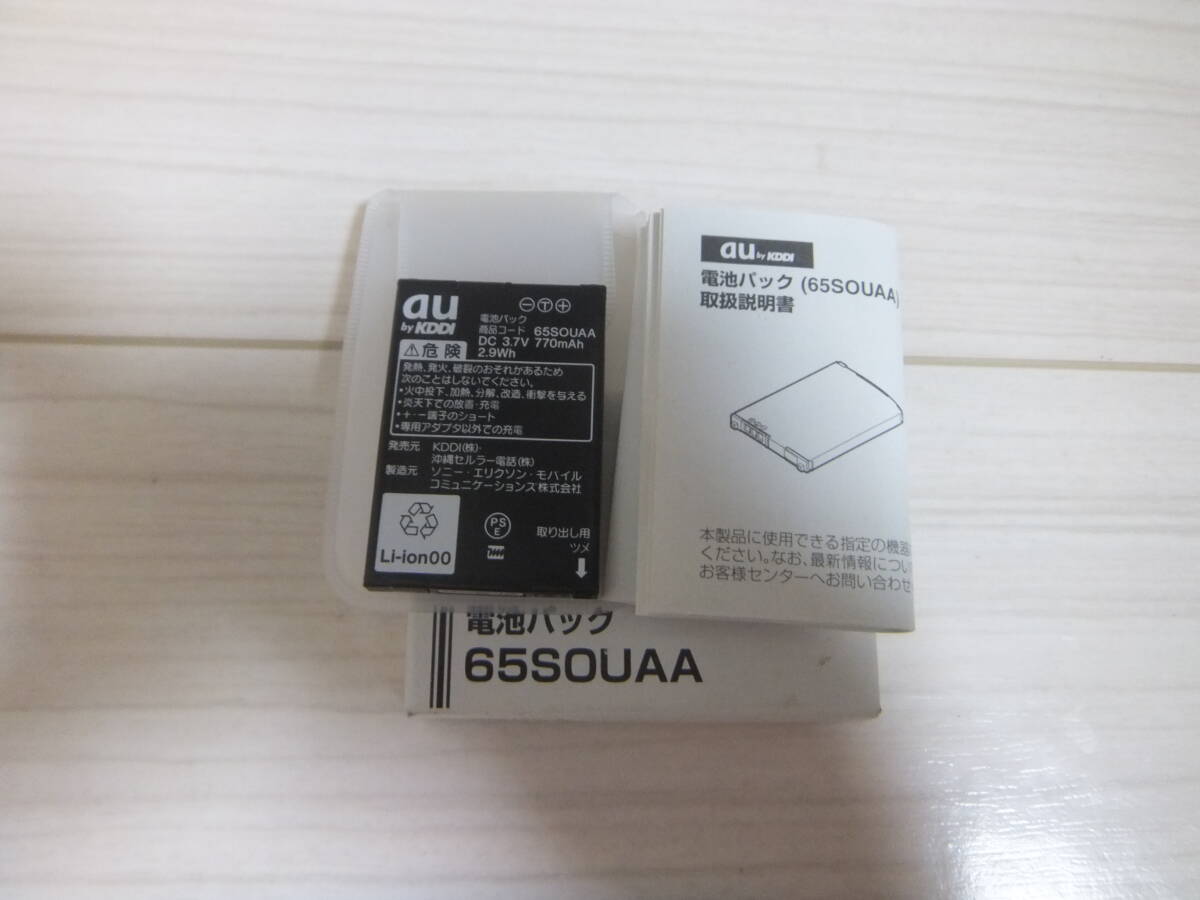 au
by KDDI
電池パック
商品コード 65SOUAA
DC 3.7V 770mAh
2.9Wh
危険
発熱、発火、破裂のおそれがあるため
次のことはしないでください。
・火中投下、加熱、分解、改造、衝撃を与える
・炎天下での放置・充電
・+・-端子のショート
・専用アダプタ以外での充電
発売元 KDDI(株)・
沖縄セルラー電話(株)
製造元 ソニー・エリクソン・モバイル
コミュニケーションズ株式会社
Li-ion00
PS
E
取り出し用
ツメ
au by KDDI
電池パック (65SOUAA)
取扱説明書
本製品に使用できる指定の機器
ください。なお、最新情報につい
お客様センターへお問い合わせ
電池パック
65SOUAA